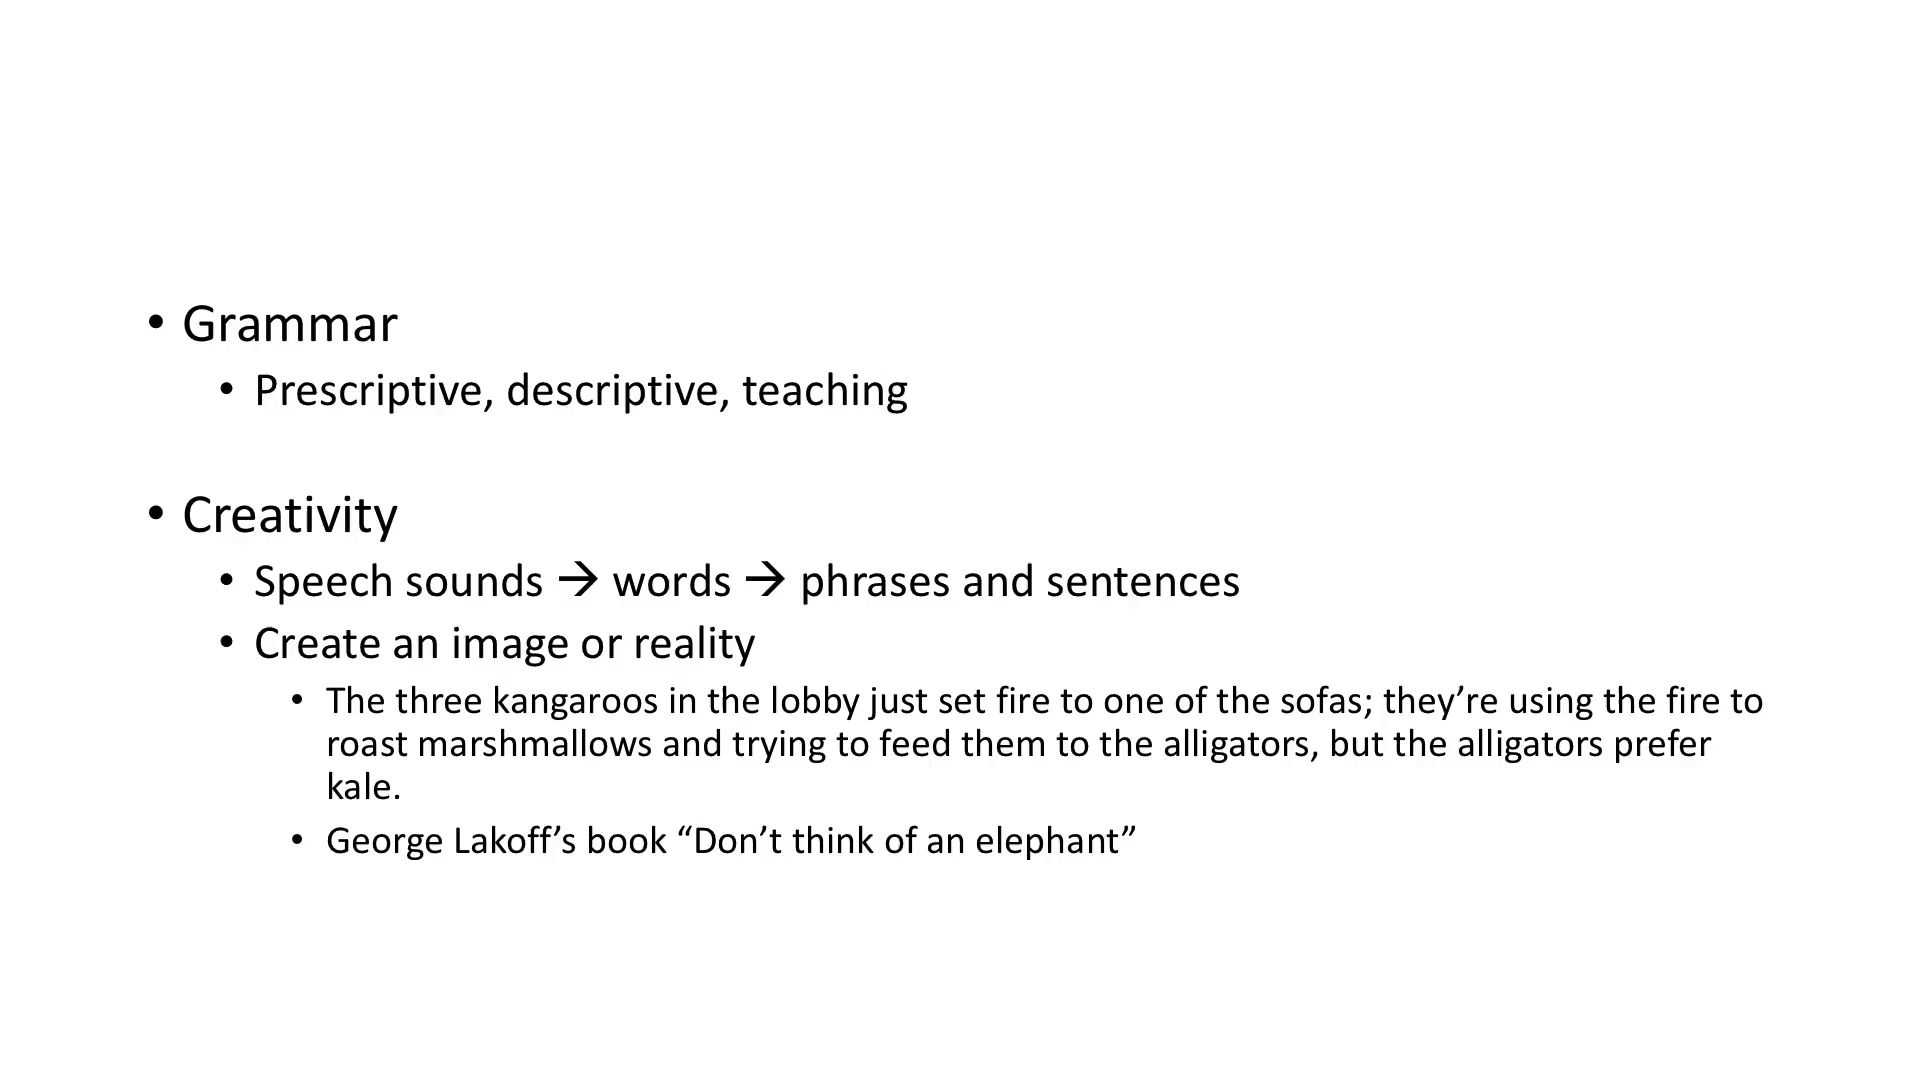 • Grammar
• Prescriptive, descriptive, teaching
• Creativity
• Speech sounds → words → phrases and sentences
• Create an image or reality
• The three kangaroos in the lobby just set fire to one of the sofas; they’re using the fire to
roast marshmallows and trying to feed them to the alligators, but the alligators prefer
kale.
• George Lakoff’s book “Don’t think of an elephant”